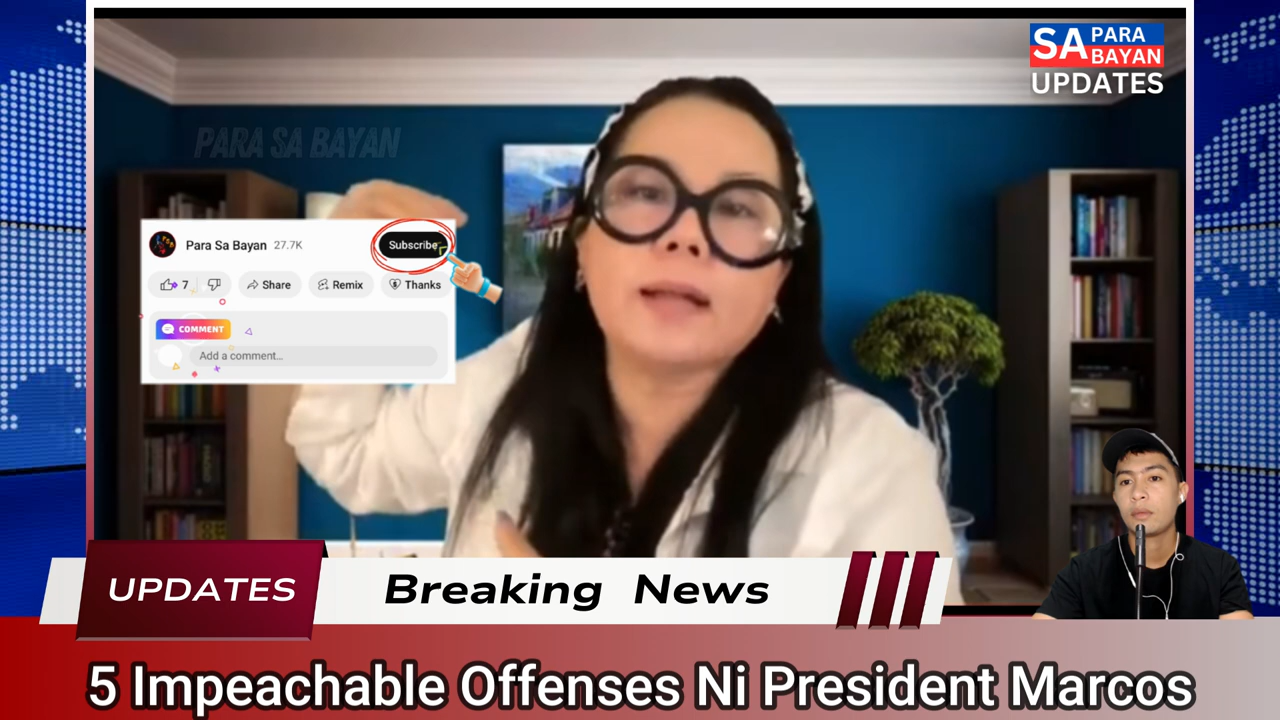 SA PARA
BAYAN
UPDATES
PARA SA BAYAN
Para Sa Bayan 27.7K
Subscribe
7
Share
Remix
Thanks
COMMENT
Add a comment...
UPDATES
Breaking News
5 Impeachable Offenses Ni President Marcos